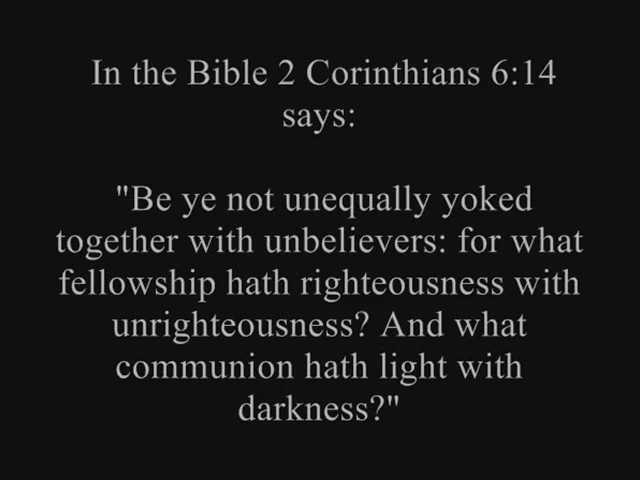 In the Bible 2 Corinthians 6:14
says:
"Be ye not unequally yoked
together with unbelievers: for what
fellowship hath righteousness with
unrighteousness? And what
communion hath light with
darkness?"